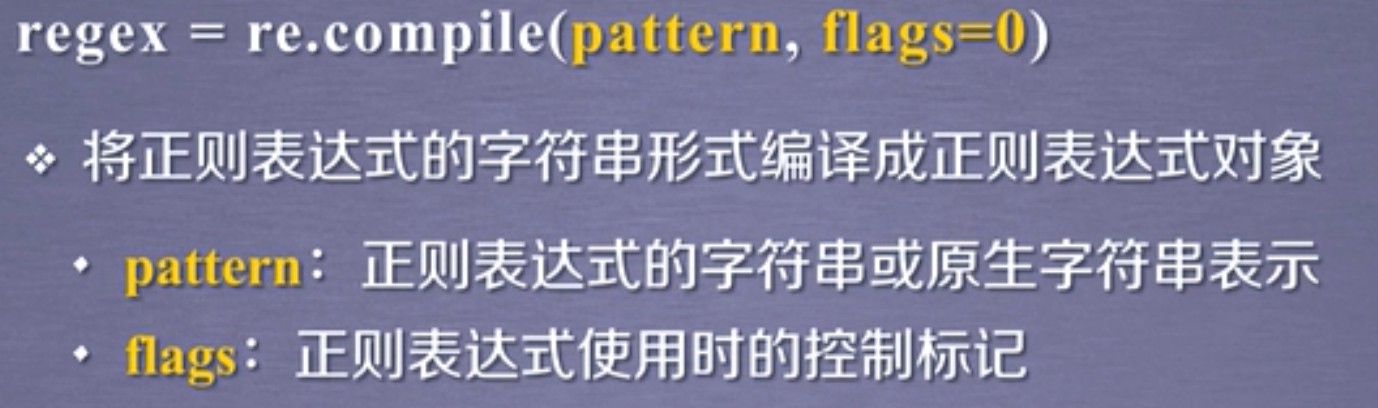 regex = re.compile(pattern, flags=0)
❖ 将正则表达式的字符串形式编译成正则表达式对象
• pattern：正则表达式的字符串或原生字符串表示
• flags：正则表达式使用时的控制标记